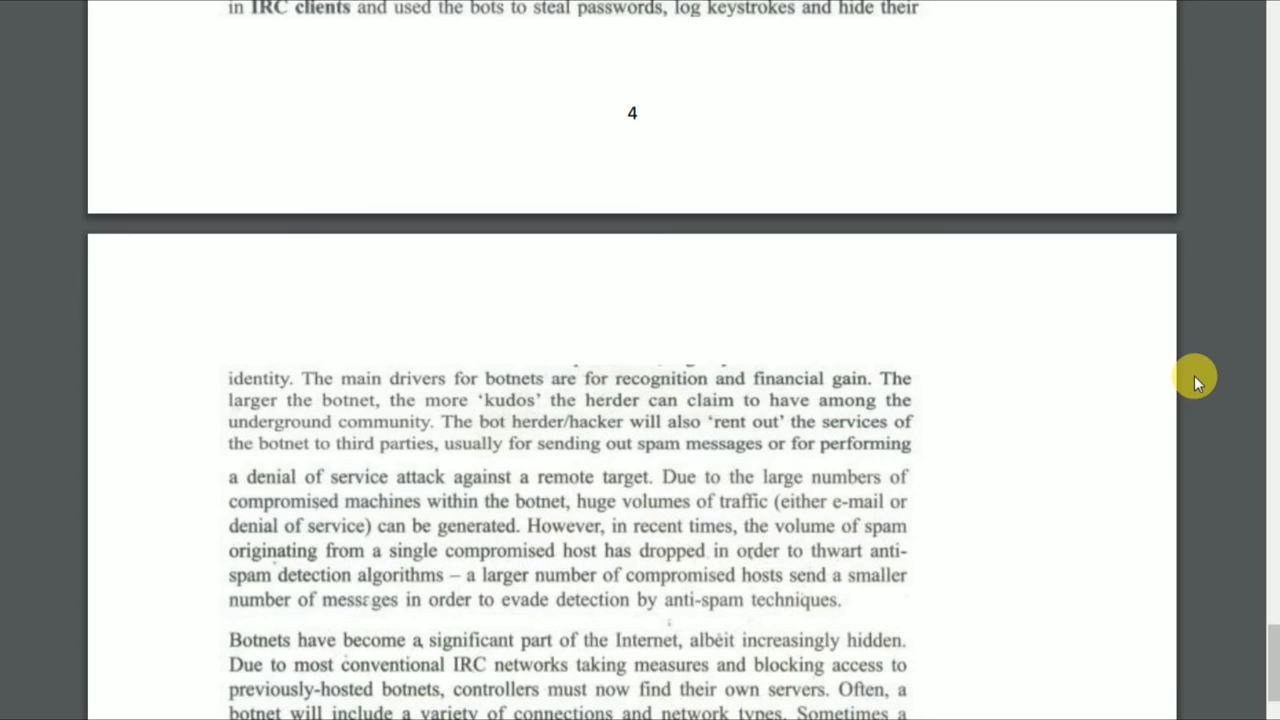 in IRC clients and used the bots to steal passwords, log keystrokes and hide their
4
identity. The main drivers for botnets are for recognition and financial gain. The
larger the botnet, the more ‘kudos’ the herder can claim to have among the
underground community. The bot herder/hacker will also ‘rent out’ the services of
the botnet to third parties, usually for sending out spam messages or for performing
a denial of service attack against a remote target. Due to the large numbers of
compromised machines within the botnet, huge volumes of traffic (either e-mail or
denial of service) can be generated. However, in recent times, the volume of spam
originating from a single compromised host has dropped in order to thwart anti-
spam detection algorithms – a larger number of compromised hosts send a smaller
number of messages in order to evade detection by anti-spam techniques.
Botnets have become a significant part of the Internet, albeit increasingly hidden.
Due to most conventional IRC networks taking measures and blocking access to
previously-hosted botnets, controllers must now find their own servers. Often, a
botnet will include a variety of connections and network types. Sometimes a